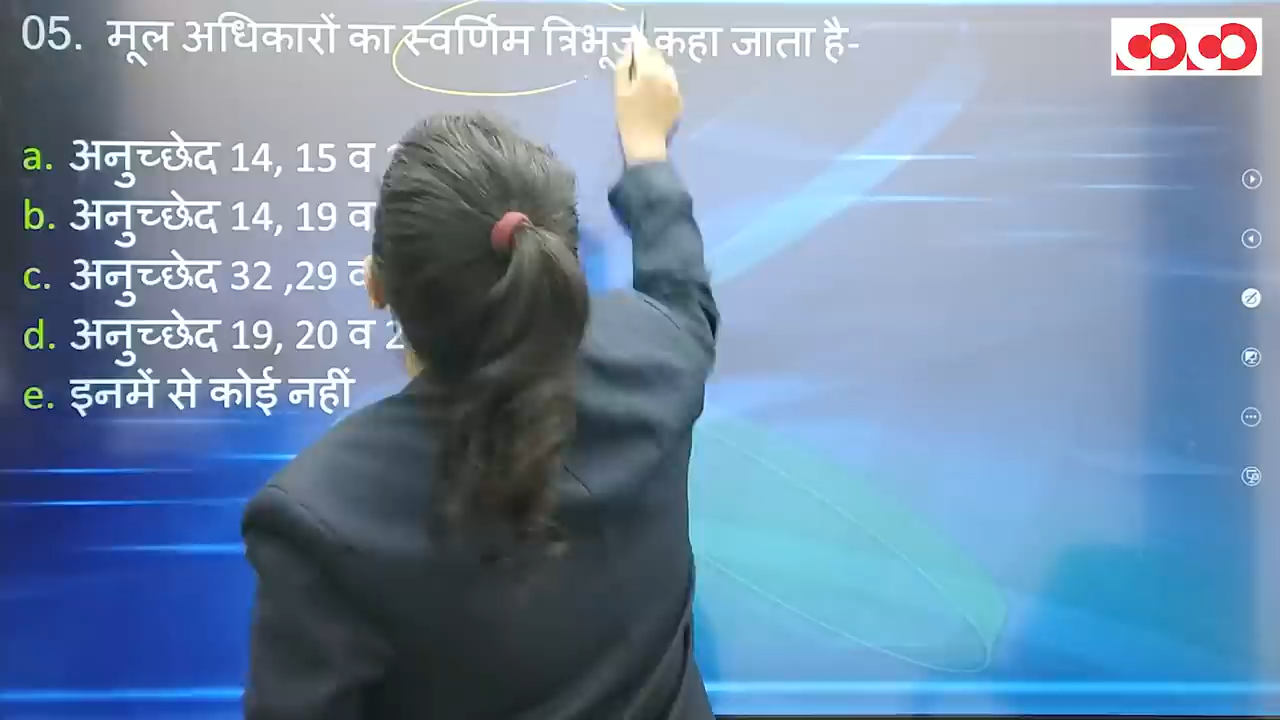 05. मूल अधिकारों का स्वर्णिम त्रिभूज कहा जाता है-
a. अनुच्छेद 14, 15 व
b. अनुच्छेद 14, 19 व
c. अनुच्छेद 32 ,29 व
d. अनुच्छेद 19, 20 व
e. इनमें से कोई नहीं